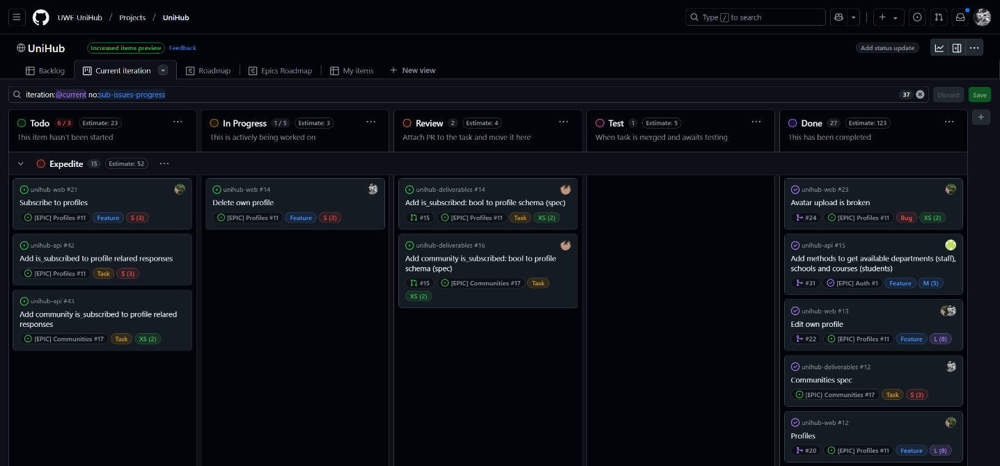 UWE-UniHub / Projects / UniHub
Type / to search
UniHub
Increased items preview
Feedback
Add status update
Backlog
Current iteration
Roadmap
Epics Roadmap
My items
New view
iteration:@current no:sub-issues-progress
37
Discard
Save
Todo 6 / 3 Estimate: 23
This item hasn't been started
In Progress 1 / 5 Estimate: 3
This is actively being worked on
Review 2 Estimate: 4
Attach PR to the task and move it here
Test 1 Estimate: 5
When task is merged and awaits testing
Done 27 Estimate: 123
This has been completed
Expedite 15 Estimate: 52
unihub-web #21
Subscribe to profiles
[EPIC] Profiles #11 Feature S (3)
unihub-api #42
Add is_subscribed to profile relared responses
[EPIC] Profiles #11 Task S (3)
unihub-api #43
Add community is_subscribed to profile relared
responses
[EPIC] Communities #17 Task XS (2)
unihub-web #14
Delete own profile
[EPIC] Profiles #11 Feature S (3)
unihub-deliverables #14
Add is_subscribed: bool to profile schema (spec)
#15 [EPIC] Profiles #11 Task XS (2)
unihub-deliverables #16
Add community is_subscribed: bool to profile
schema (spec)
#15 [EPIC] Communities #17 Task
XS (2)
unihub-web #23
Avatar upload is broken
#24 [EPIC] Profiles #11 Bug XS (2)
unihub-api #15
Add methods to get available departments (staff),
schools and courses (students)
#31 [EPIC] Auth #1 Feature M (5)
unihub-web #13
Edit own profile
#22 [EPIC] Profiles #11 Feature L (8)
unihub-deliverables #12
Communities spec
[EPIC] Communities #17 Task S (3)
unihub-web #12
Profiles
#20 [EPIC] Profiles #11 Feature L (8)